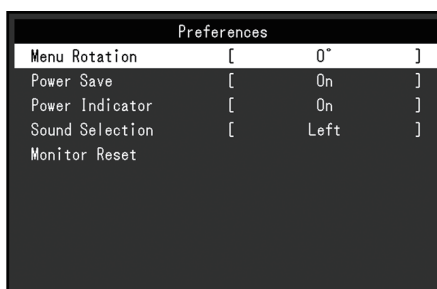 Preferences
Menu Rotation [ 0° ]
Power Save [ On ]
Power Indicator [ On ]
Sound Selection [ Left ]
Monitor Reset